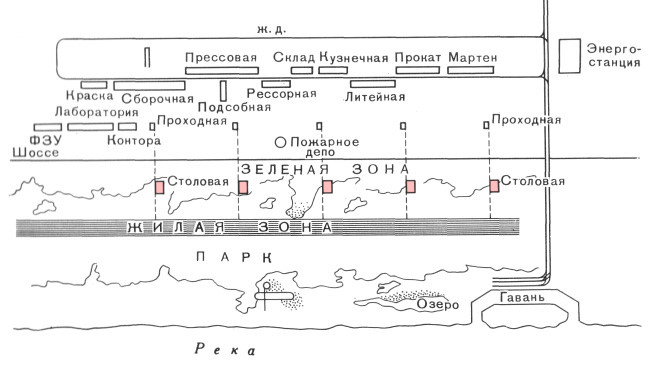 ж. д.
Прессовая
Склад
Кузнечная
Прокат
Мартен
Энерго-
станция
Краска
Сборочная
Подсобная
Рессорная
Литейная
Лаборатория
Проходная
Проходная
ФЗУ
Контора
Пожарное
депо
Шоссе
ЗЕЛЕНАЯ ЗОНА
Столовая
Столовая
ЖИЛАЯ ЗОНА
ПАРК
Озеро
Гавань
Река